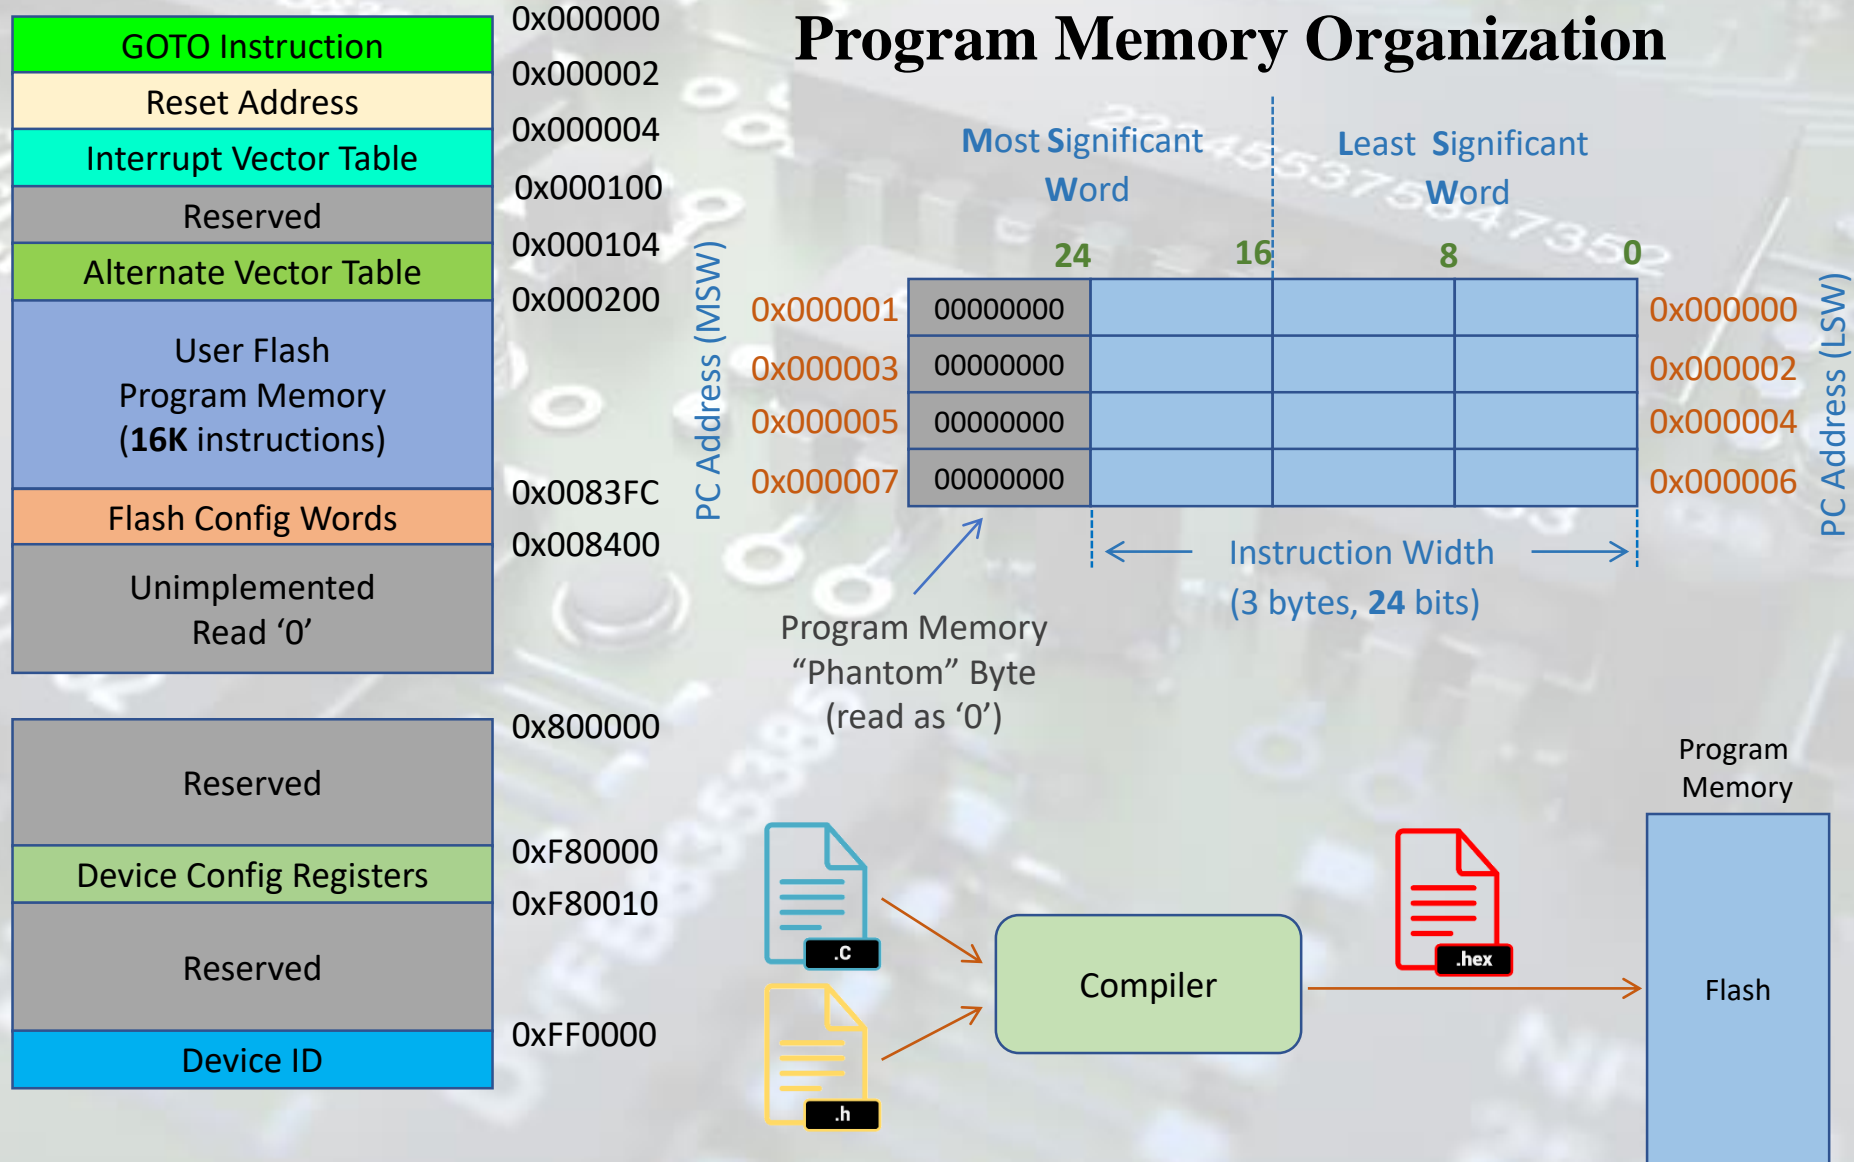 Program Memory Organization
0x000000
GOTO Instruction
0x000002
Reset Address
0x000004
Interrupt Vector Table
0x000100
Reserved
0x000104
Alternate Vector Table
0x000200
User Flash
Program Memory
(16K instructions)
0x0083FC
Flash Config Words
0x008400
Unimplemented
Read ‘0’
0x800000
Reserved
0xF80000
Device Config Registers
0xF80010
Reserved
0xFF0000
Device ID
Most Significant
Word
Least Significant
Word
24 16 8 0
PC Address (MSW)
0x000001 00000000 0x000000
0x000003 00000000 0x000002
0x000005 00000000 0x000004
0x000007 00000000 0x000006
PC Address (LSW)
Instruction Width
(3 bytes, 24 bits)
Program Memory
“Phantom” Byte
(read as ‘0’)
.C
.h
Compiler
.hex
Program
Memory
Flash